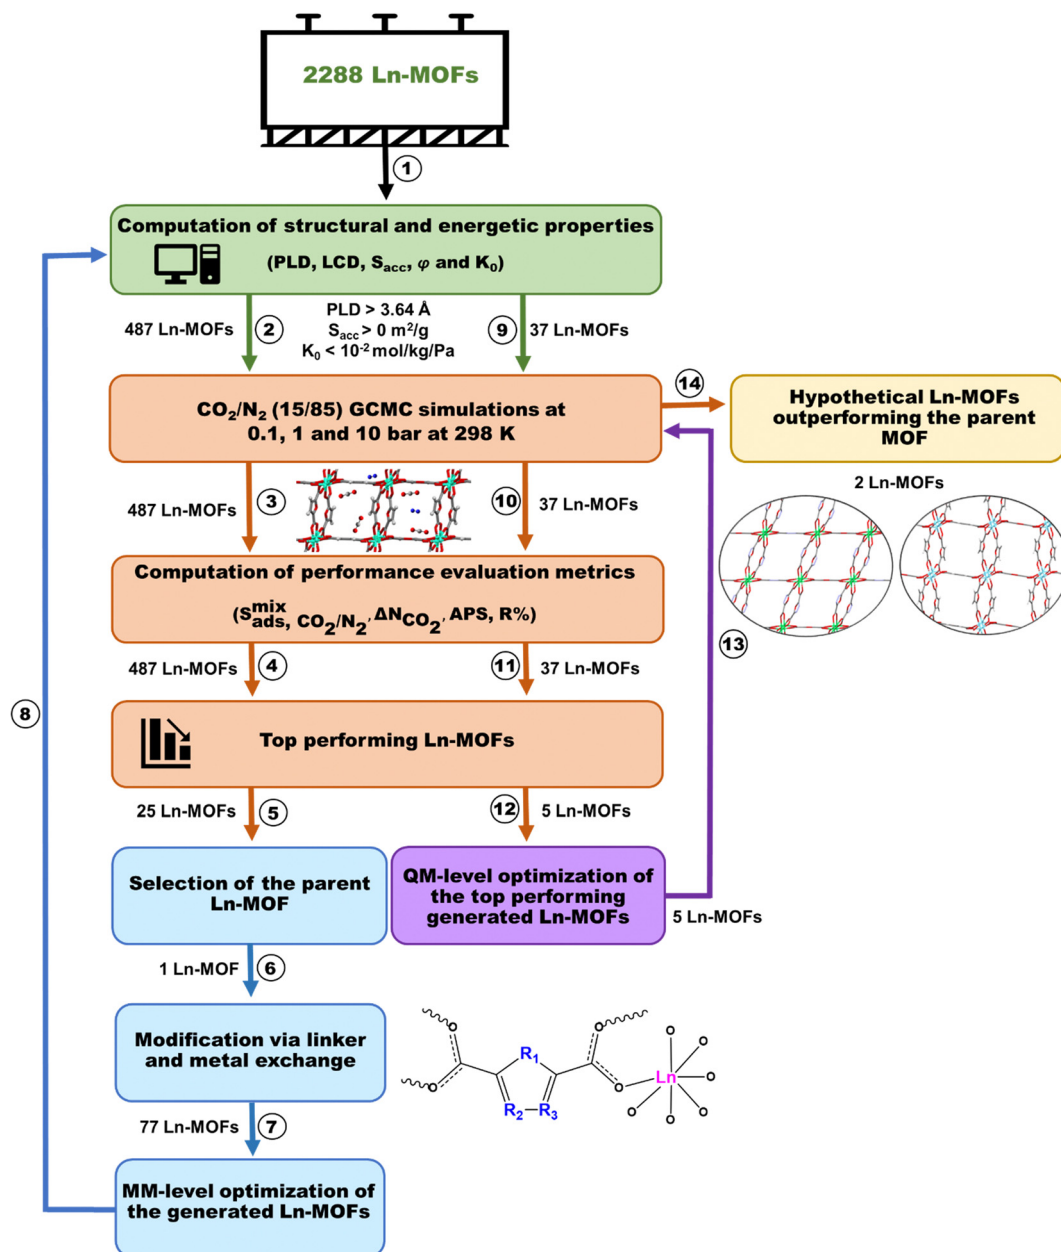 2288 Ln-MOFs
1
Computation of structural and energetic properties
(PLD, LCD, Sacc, φ and K0)
487 Ln-MOFs
2
PLD > 3.64 Å
Sacc > 0 m²/g
K0 < 10⁻² mol/kg/Pa
9
37 Ln-MOFs
CO2/N2 (15/85) GCMC simulations at
0.1, 1 and 10 bar at 298 K
14
Hypothetical Ln-MOFs
outperforming the parent
MOF
2 Ln-MOFs
487 Ln-MOFs
3
10
37 Ln-MOFs
Computation of performance evaluation metrics
(S mix ads, CO2/N2, ΔNCO2, APS, R%)
13
487 Ln-MOFs
4
11
37 Ln-MOFs
8
Top performing Ln-MOFs
25 Ln-MOFs
5
12
5 Ln-MOFs
Selection of the parent
Ln-MOF
QM-level optimization of
the top performing
generated Ln-MOFs
5 Ln-MOFs
1 Ln-MOF
6
Modification via linker
and metal exchange
O
O
O
O
R1
Ln
O
O
O
O
O
O
R2
R3
77 Ln-MOFs
7
MM-level optimization of
the generated Ln-MOFs